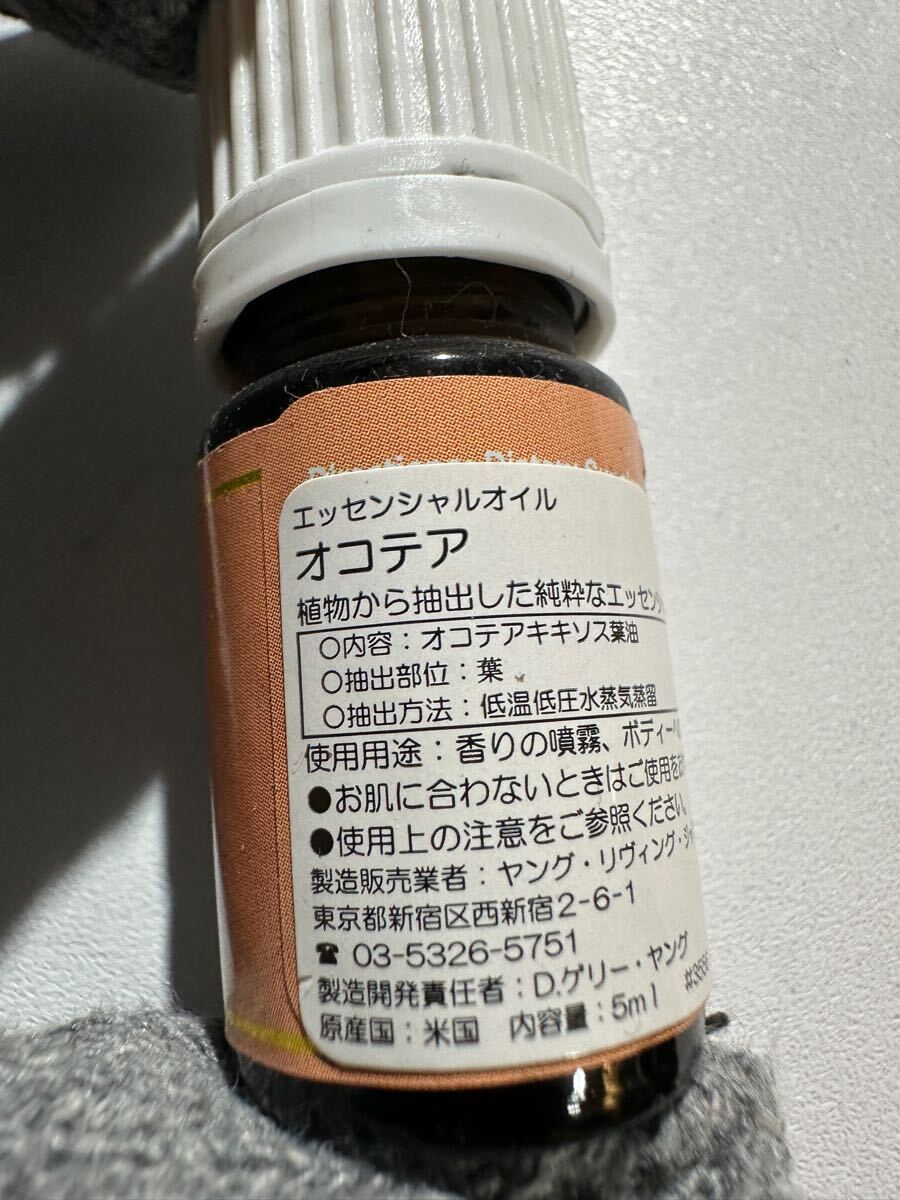 エッセンシャルオイル
オコテア
植物から抽出した純粋なエッセンシ
○内容：オコテアキキソス葉油
○抽出部位：葉
○抽出方法：低温低圧水蒸気蒸留
使用用途：香りの噴霧、ボディー
●お肌に合わないときはご使用を
●使用上の注意をご参照ください。
製造販売業者：ヤング・リヴィング・ジャ
東京都新宿区西新宿2-6-1
☎ 03-5326-5751
製造開発責任者：D.ゲリー・ヤング
原産国：米国 内容量：5ml